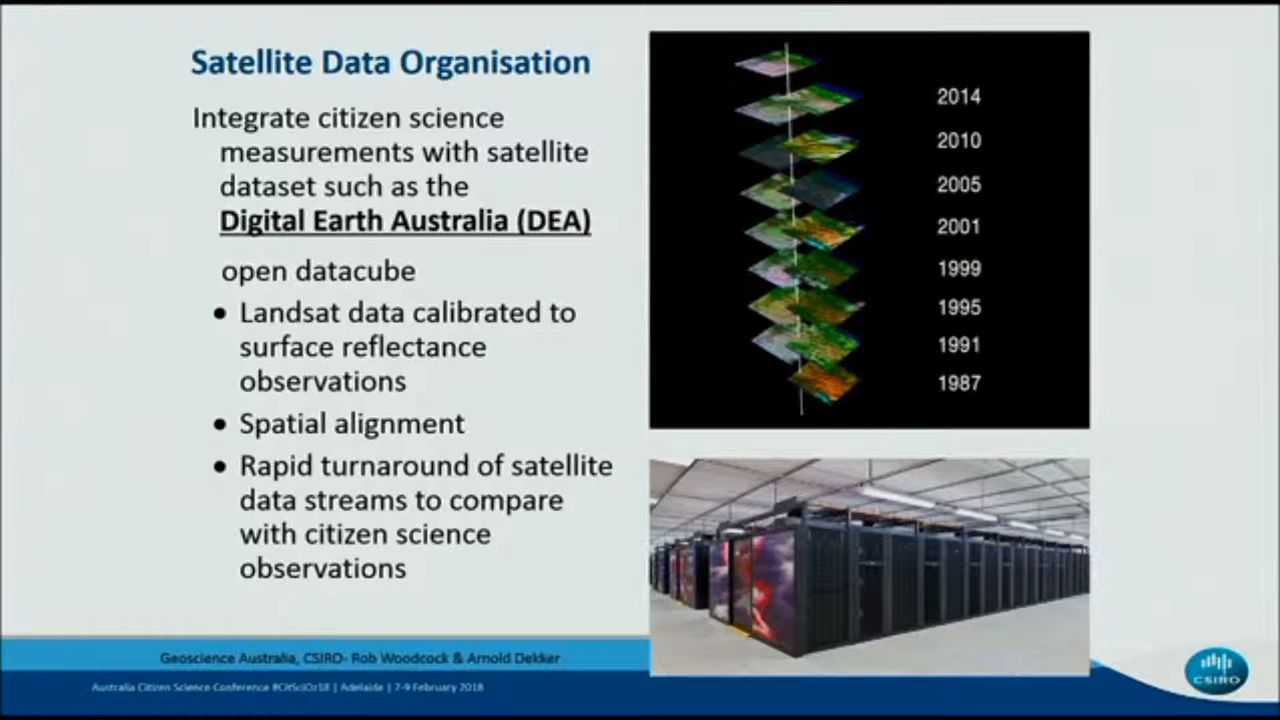 Satellite Data Organisation
Integrate citizen science
measurements with satellite
dataset such as the
Digital Earth Australia (DEA)
open datacube
• Landsat data calibrated to
surface reflectance
observations
• Spatial alignment
• Rapid turnaround of satellite
data streams to compare
with citizen science
observations
2014
2010
2005
2001
1999
1995
1991
1987
Geoscience Australia, CSIRO- Rob Woodcock & Arnold Dekker
Australia Citizen Science Conference #CitSciOz18 | Adelaide | 7-9 February 2018
CSIRO